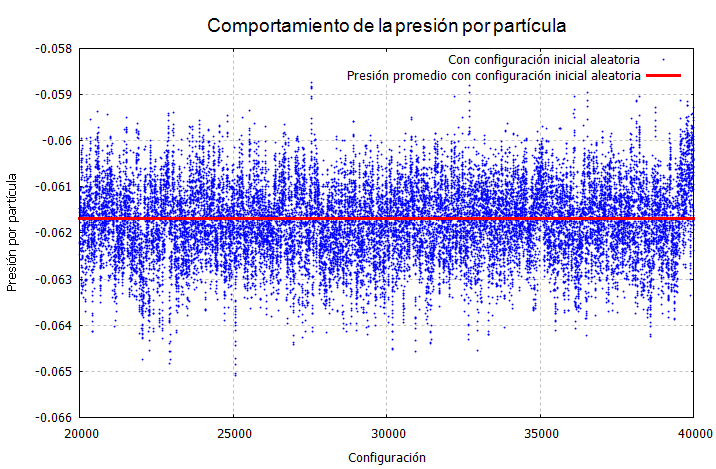 Comportamiento de la presión por partícula
-0.058
Con configuración inicial aleatoria
Presión promedio con configuración inicial aleatoria
-0.059
-0.06
-0.061
-0.062
-0.063
-0.064
-0.065
-0.066
Presión por partícula
20000
25000
30000
35000
40000
Configuración